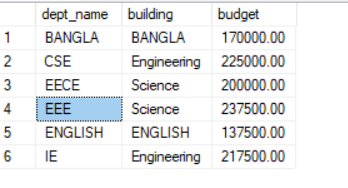 dept_name building budget
1 BANGLA BANGLA 170000.00
2 CSE Engineering 225000.00
3 EECE Science 200000.00
4 EEE Science 237500.00
5 ENGLISH ENGLISH 137500.00
6 IE Engineering 217500.00